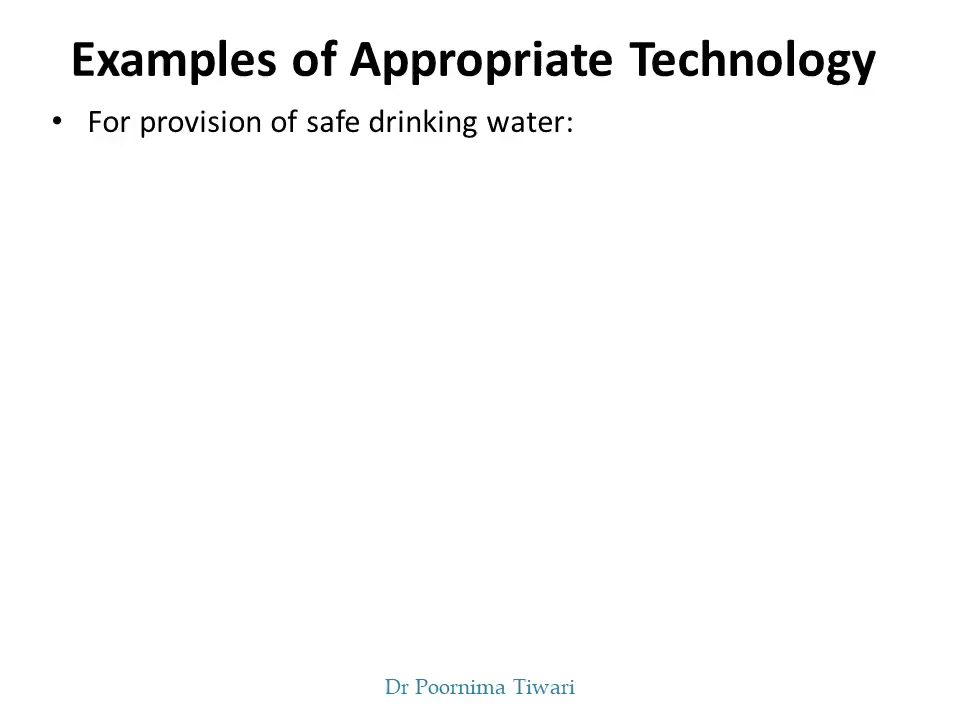 Examples of Appropriate Technology
• For provision of safe drinking water:
Dr Poornima Tiwari